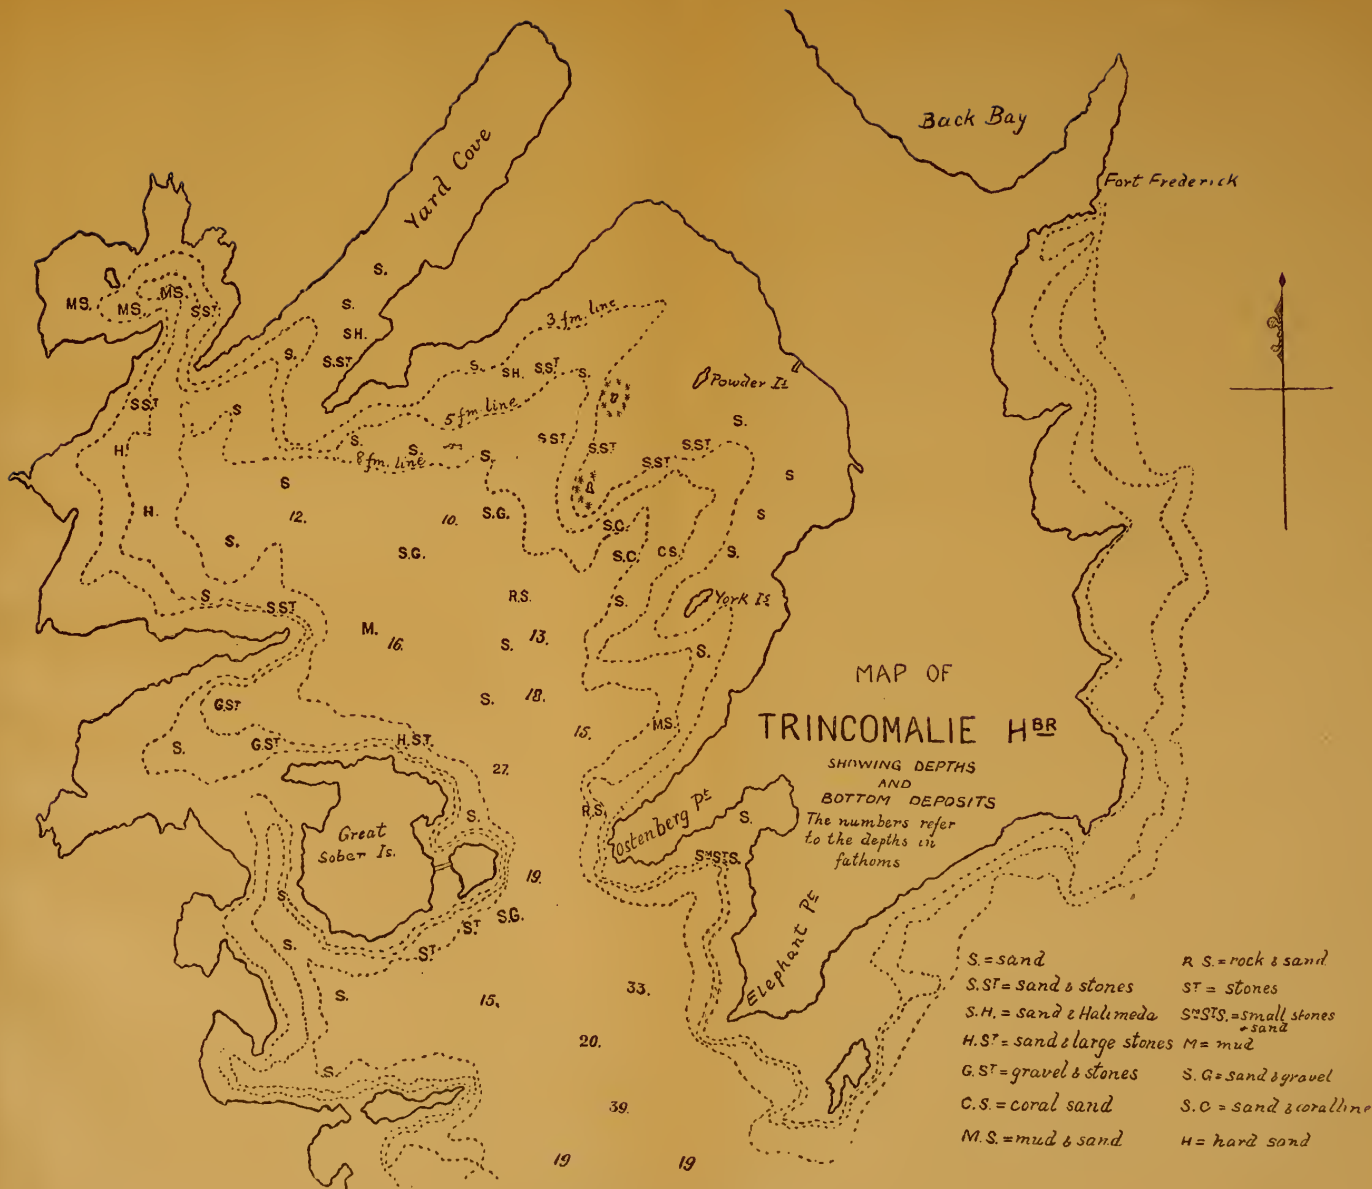 Back Bay
Fort Frederick
Yard Cove
S.
S.
S H.
S.ST
MS.
MS.
MS
S ST
S.
3 fm. line
S.
SH.
S.ST
S.
Powder Is
S ST
S
5 fm. line
S.
H.
S.
S.
8 fm. line
S.
S ST
S.ST
S.ST
S.ST
S
S
12.
10.
S.G.
S
H.
S.
S.G.
S.C.
S.C.
C S.
S.
R.S.
S.
York Is
S
S.ST
M.
16.
S.
13.
S.
G.ST
S.
18.
15.
M.S.
S.
G.ST
H.ST
27.
MAP OF
TRINCOMALIE HBR
SHOWING DEPTHS
AND
BOTTOM DEPOSITS
The numbers refer
to the depths in
fathoms
Great
Sober Is.
S.
R.S.
Ostenberg Pt
S.
SMSTS.
19.
S
S.G.
ST
ST
S.
S.
15.
33.
Elephant Pt
20.
S.
39.
19
19
S. = sand
S.ST = sand & stones
S.H. = sand & Halimeda
H.ST = sand & large stones
G.ST = gravel & stones
C.S. = coral sand
M.S. = mud & sand
R S. = rock & sand
ST = stones
SMSTS. = small stones
& sand
M = mud
S. G = sand & gravel
S.C = sand & coralline
H = hard sand